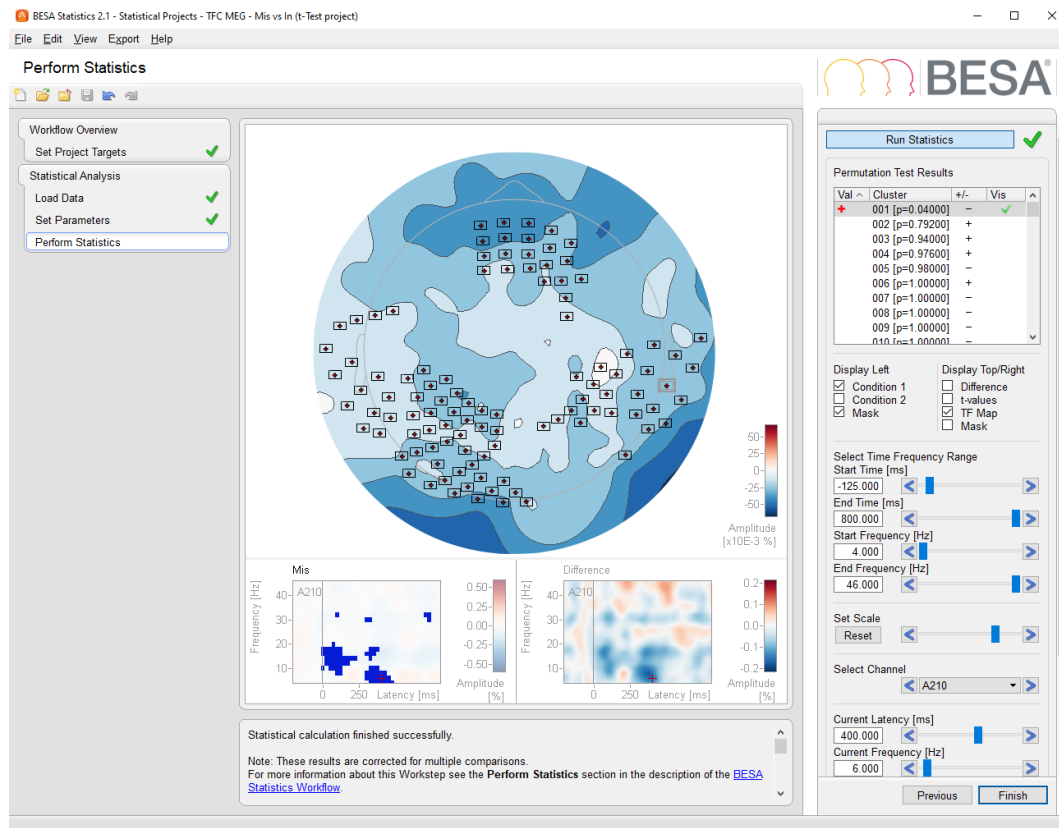 BESA Statistics 2.1 - Statistical Projects - TFC MEG - Mis vs In (t-Test project)
File Edit View Export Help
Perform Statistics
BESA®
Workflow Overview
Set Project Targets
Statistical Analysis
Load Data
Set Parameters
Perform Statistics
50
25
0
-25
-50
Amplitude
[x10E-3 %]
Mis
Frequency [Hz]
40
30
20
10
A210
0 250 Latency [ms]
0.50
0.25
0.00
-0.25
-0.50
Amplitude
[%]
Difference
Frequency [Hz]
40
30
20
10
A210
0 250 Latency [ms]
0.2
0.1
0.0
-0.1
-0.2
Amplitude
[%]
Statistical calculation finished successfully.
Note: These results are corrected for multiple comparisons.
For more information about this Workstep see the Perform Statistics section in the description of the BESA
Statistics Workflow.
Run Statistics
Permutation Test Results
Val Cluster +/- Vis
+ 001 [p=0.04000] −
002 [p=0.79200] +
003 [p=0.94000] +
004 [p=0.97600] +
005 [p=0.98000] −
006 [p=1.00000] +
007 [p=1.00000] −
008 [p=1.00000] −
009 [p=1.00000] −
010 [p=1.00000] −
Display Left
Condition 1
Condition 2
Mask
Display Top/Right
Difference
t-values
TF Map
Mask
Select Time Frequency Range
Start Time [ms]
-125.000
End Time [ms]
800.000
Start Frequency [Hz]
4.000
End Frequency [Hz]
46.000
Set Scale
Reset
Select Channel
A210
Current Latency [ms]
400.000
Current Frequency [Hz]
6.000
Previous Finish